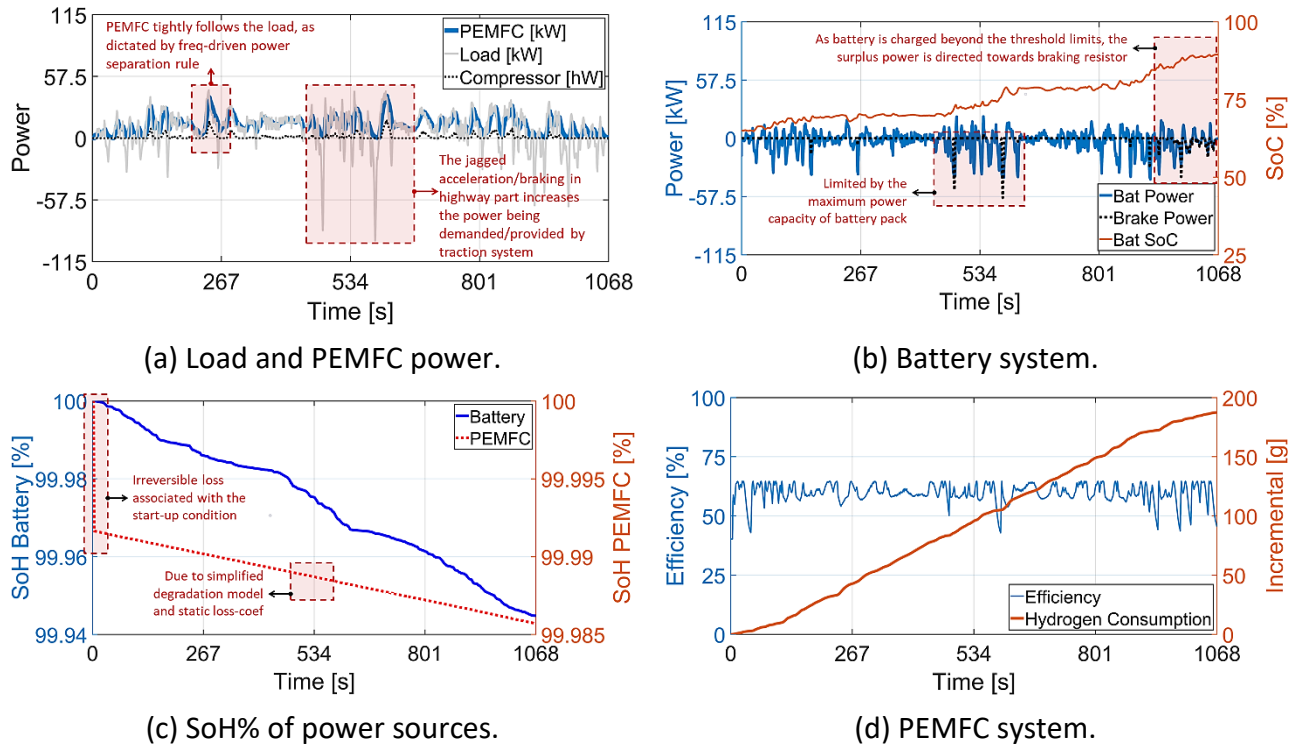 115
57.5
0
-57.5
-115
Power
PEMFC tightly follows the load, as
dictated by freq-driven power
separation rule
PEMFC [kW]
Load [kW]
Compressor [hW]
The jagged
acceleration/braking in
highway part increases
the power being
demanded/provided by
traction system
0 267 534 801 1068
Time [s]
(a) Load and PEMFC power.
115
57.5
0
-57.5
-115
Power [kW]
As battery is charged beyond the threshold limits, the
surplus power is directed towards braking resistor
Limited by the
maximum power
capacity of battery pack
Bat Power
Brake Power
Bat SoC
100
75
50
25
SoC [%]
0 267 534 801 1068
Time [s]
(b) Battery system.
100
99.98
99.96
99.94
SoH Battery [%]
Battery
PEMFC
Irreversible loss
associated with the
start-up condition
Due to simplified
degradation model
and static loss-coef
100
99.995
99.99
99.985
SoH PEMFC [%]
0 267 534 801 1068
Time [s]
(c) SoH% of power sources.
100
75
50
25
0
Efficiency [%]
Efficiency
Hydrogen Consumption
200
150
100
50
0
Incremental [g]
0 267 534 801 1068
Time [s]
(d) PEMFC system.